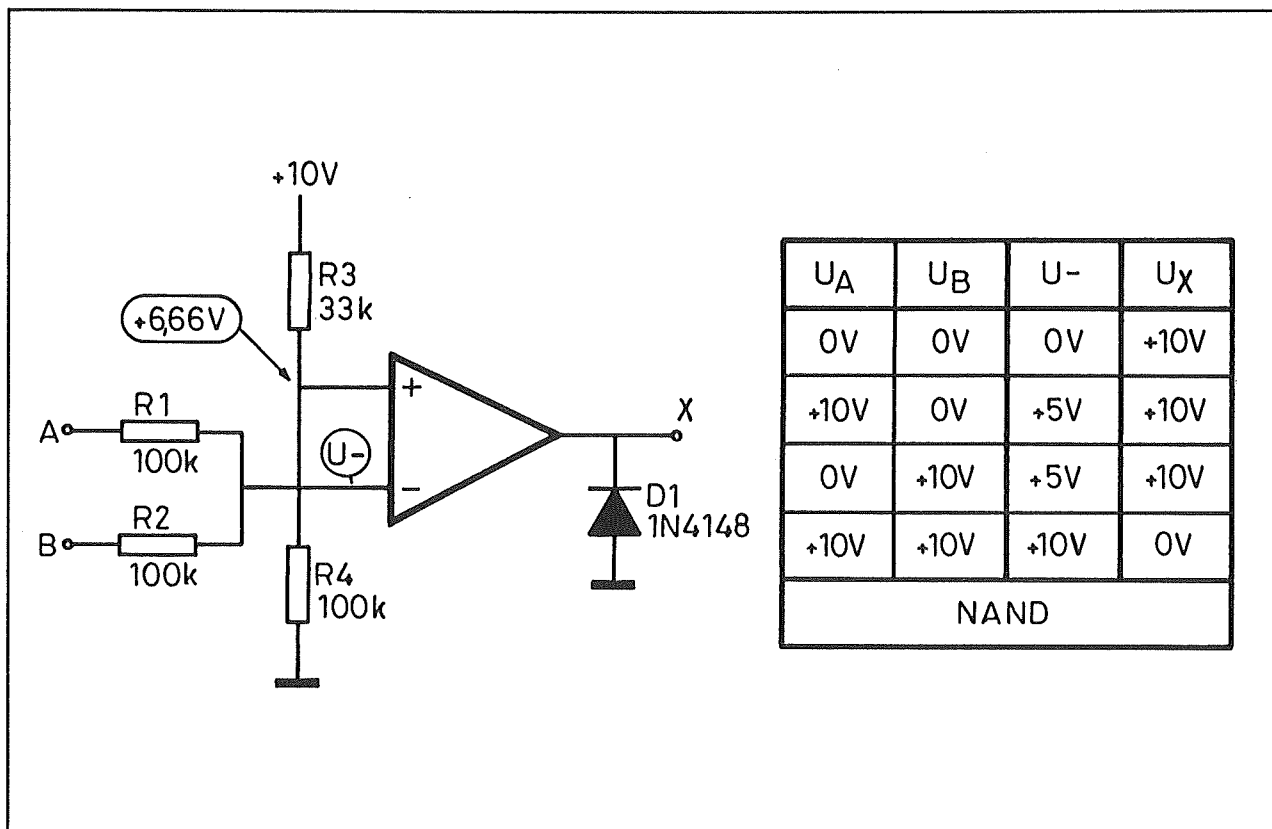 +10V
R3
33k
+6,66V
R1
A
100k
U-
+
-
X
R2
B
100k
D1
1N4148
R4
100k
UA UB U- UX
0V 0V 0V +10V
+10V 0V +5V +10V
0V +10V +5V +10V
+10V +10V +10V 0V
NAND